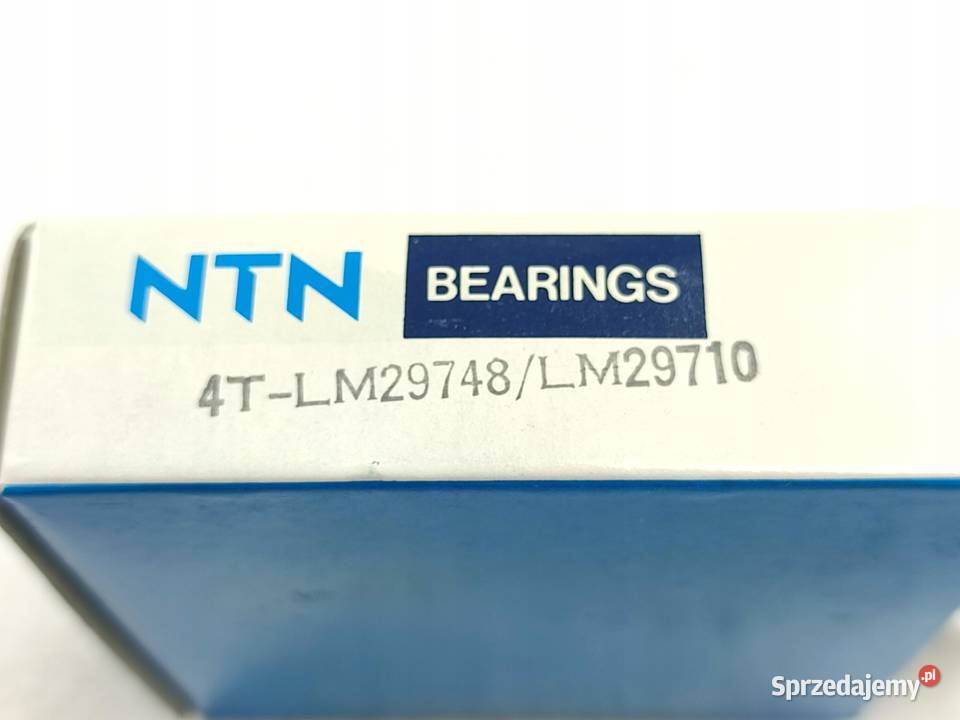 NTN BEARINGS
4T-LM29748/LM29710
Sprzedajemy.pl